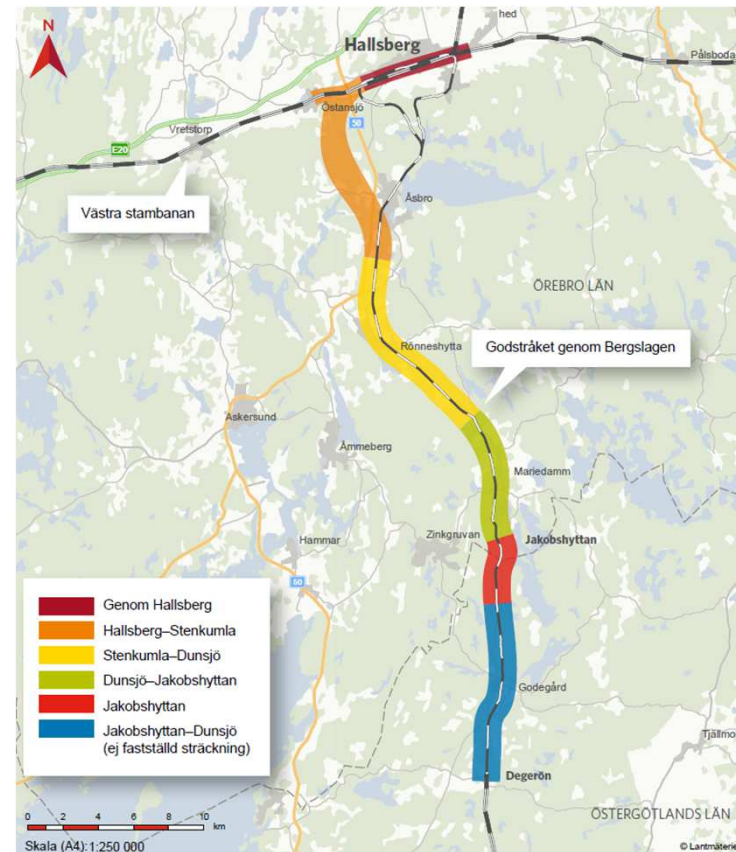 N
hed
Hallsberg
Pålsboda
Östansjö
50
Vretstorp
E20
Västra stambanan
Åsbro
ÖREBRO LÄN
Rönneshytta
Godstråket genom Bergslagen
Askersund
Åmmeberg
Mariedamm
Zinkgruvan
Jakobshyttan
Hammar
50
Genom Hallsberg
Hallsberg–Stenkumla
Stenkumla–Dunsjö
Dunsjö–Jakobshyttan
Jakobshyttan
Jakobshyttan–Dunsjö
(ej fastställd sträckning)
Godegård
Tjällmo
Degerön
ÖSTERGÖTLANDS LÄN
0 2 4 6 8 10
km
Skala (A4): 1:250 000
© Lantmäterie